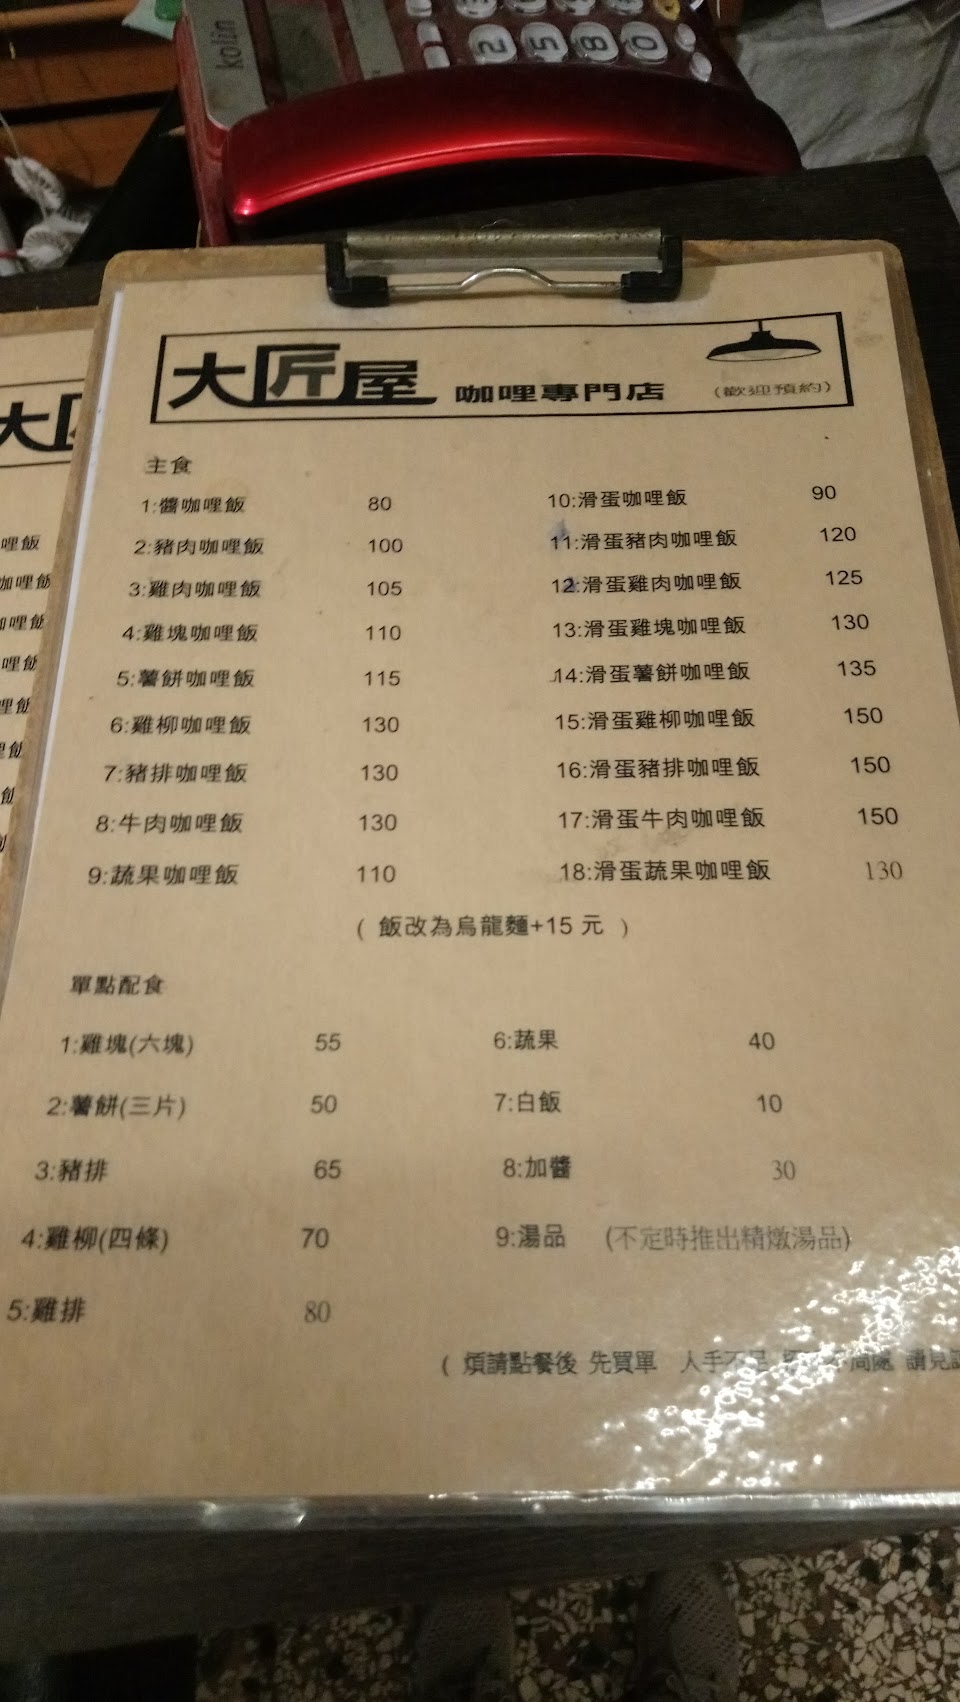 kolin
2 5 8 0
大匠屋 咖哩專門店 (歡迎預約)
主食
1:醬咖哩飯 80
2:豬肉咖哩飯 100
3:雞肉咖哩飯 105
4:雞塊咖哩飯 110
5:薯餅咖哩飯 115
6:雞柳咖哩飯 130
7:豬排咖哩飯 130
8:牛肉咖哩飯 130
9:蔬果咖哩飯 110
10:滑蛋咖哩飯 90
11:滑蛋豬肉咖哩飯 120
12:滑蛋雞肉咖哩飯 125
13:滑蛋雞塊咖哩飯 130
14:滑蛋薯餅咖哩飯 135
15:滑蛋雞柳咖哩飯 150
16:滑蛋豬排咖哩飯 150
17:滑蛋牛肉咖哩飯 150
18:滑蛋蔬果咖哩飯 130
( 飯改為烏龍麵+15 元 )
單點配食
1:雞塊(六塊) 55
2:薯餅(三片) 50
3:豬排 65
4:雞柳(四條) 70
5:雞排 80
6:蔬果 40
7:白飯 10
8:加醬 30
9:湯品 (不定時推出精燉湯品)
( 煩請點餐後 先買單 人手不足 不周處 請見諒